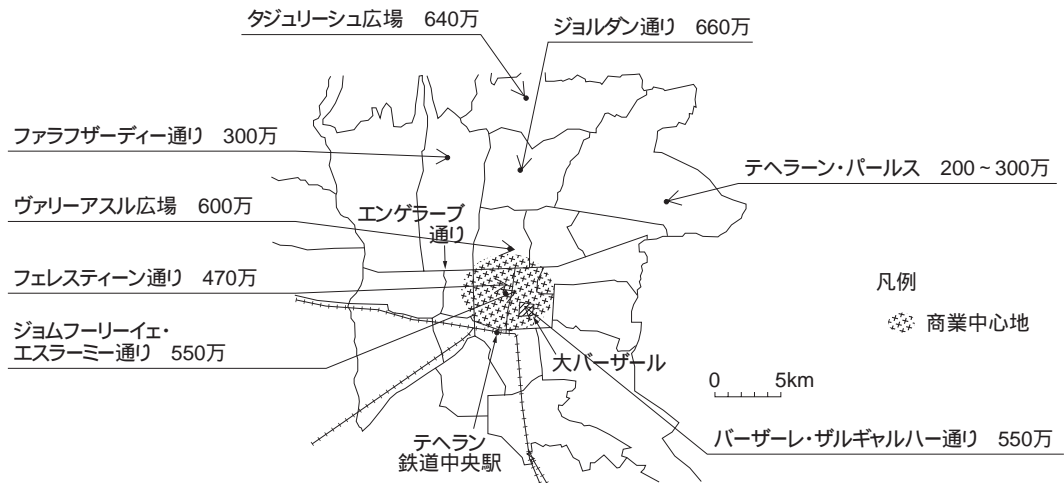 タジュリーシュ広場 640万
ジョルダン通り 660万
ファラフザーディー通り 300万
テヘラーン・パールス 200~300万
ヴァリーアスル広場 600万
エンゲラーブ
通り
フェレスティーン通り 470万
凡例
ジョムフーリーイェ・
エスラーミー通り 550万
商業中心地
大バーザール
0 5km
テヘラン
鉄道中央駅
バーザーレ・ザルギャルハー通り 550万